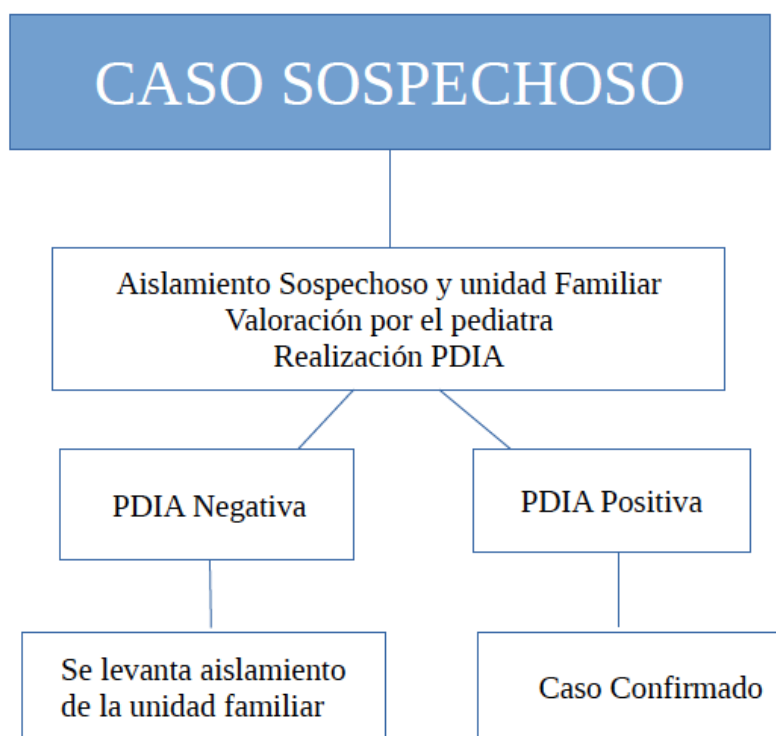 CASO SOSPECHOSO
Aislamiento Sospechoso y unidad Familiar
Valoración por el pediatra
Realización PDIA
PDIA Negativa
PDIA Positiva
Se levanta aislamiento
de la unidad familiar
Caso Confirmado